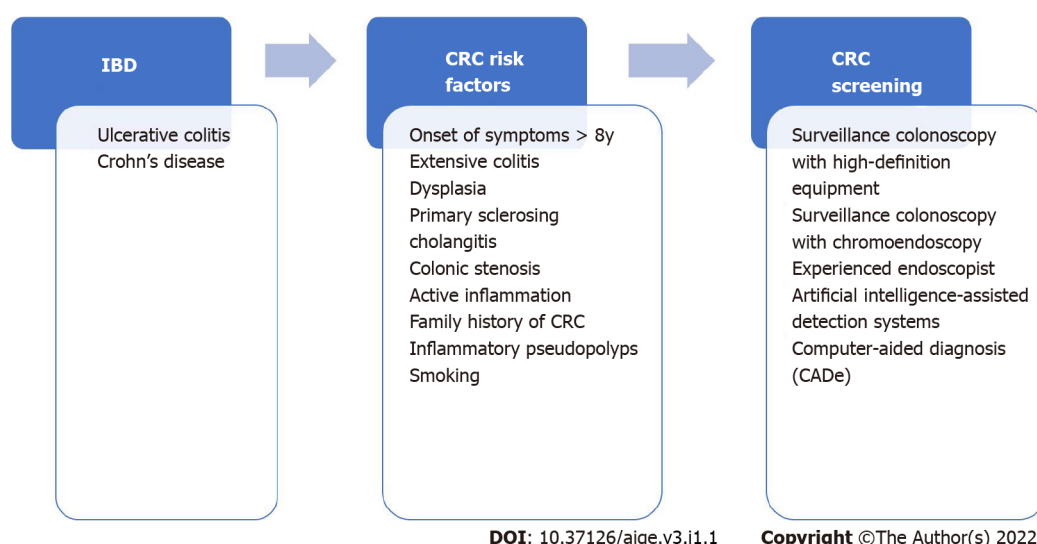 IBD
Ulcerative colitis
Crohn's disease
CRC risk
factors
Onset of symptoms > 8y
Extensive colitis
Dysplasia
Primary sclerosing
cholangitis
Colonic stenosis
Active inflammation
Family history of CRC
Inflammatory pseudopolyps
Smoking
CRC
screening
Surveillance colonoscopy
with high-definition
equipment
Surveillance colonoscopy
with chromoendoscopy
Experienced endoscopist
Artificial intelligence-assisted
detection systems
Computer-aided diagnosis
(CADe)
DOI: 10.37126/aige.v3.i1.1 Copyright ©The Author(s) 2022